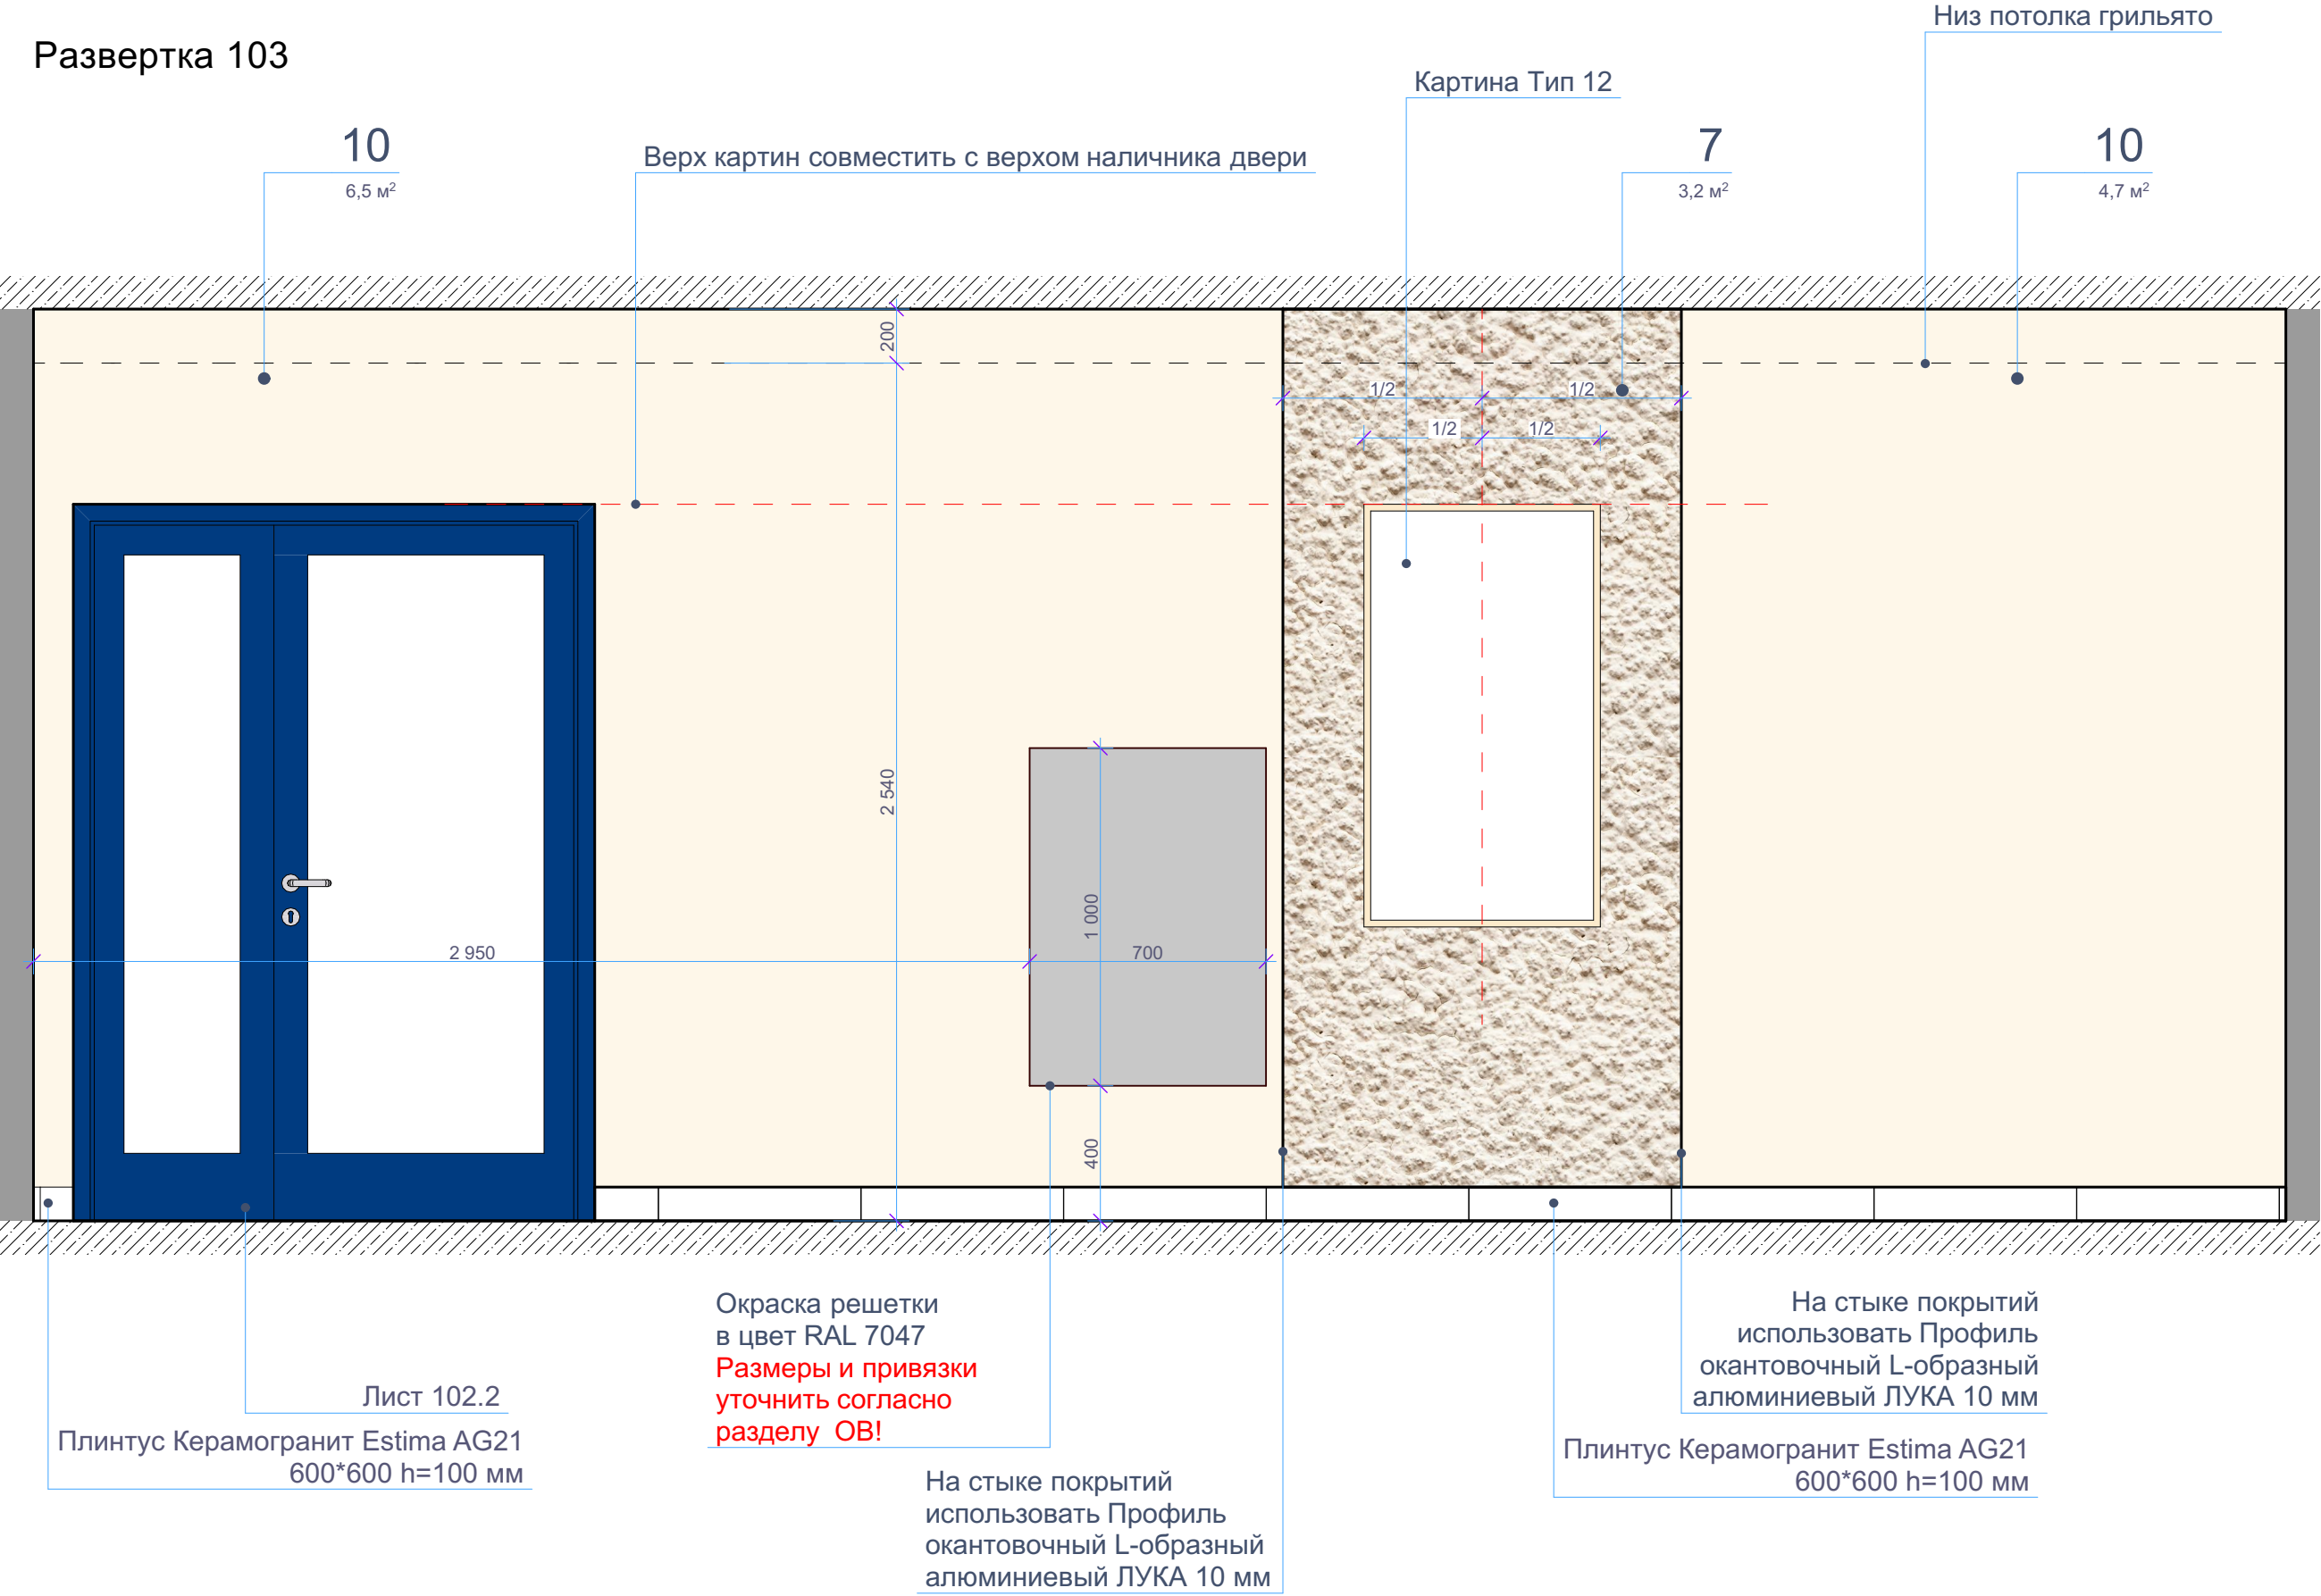 Низ потолка грильято
Развертка 103
Картина Тип 12
10
6,5 м²
Верх картин совместить с верхом наличника двери
7
3,2 м²
10
4,7 м²
200
1/2
1/2
1/2
1/2
2 540
1 000
2 950
700
400
Окраска решетки
в цвет RAL 7047
Размеры и привязки
уточнить согласно
разделу ОВ!
На стыке покрытий
использовать Профиль
окантовочный L-образный
алюминиевый ЛУКА 10 мм
Лист 102.2
Плинтус Керамогранит Estima AG21
600*600 h=100 мм
Плинтус Керамогранит Estima AG21
600*600 h=100 мм
На стыке покрытий
использовать Профиль
окантовочный L-образный
алюминиевый ЛУКА 10 мм